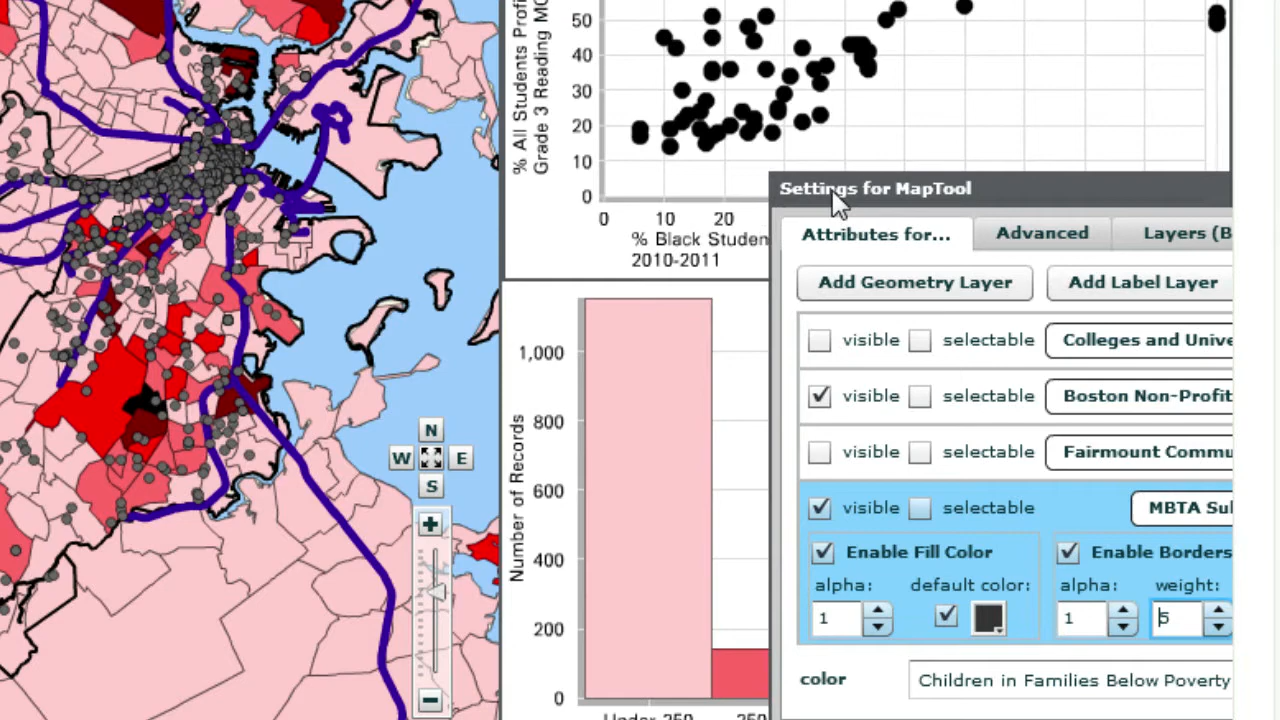 % All Students Profi
Grade 3 Reading MC
50
40
30
20
10
0
0 10 20
% Black Studen
2010-2011
Number of Records
1,000
800
600
400
200
0
Under 250 250
N
W E
S
Settings for MapTool
Attributes for... Advanced Layers (B
Add Geometry Layer Add Label Layer
visible selectable Colleges and Unive
visible selectable Boston Non-Profit
visible selectable Fairmount Commu
visible selectable MBTA Su
Enable Fill Color Enable Borders
alpha: default color: alpha: weight:
1 1 5
color Children in Families Below Poverty